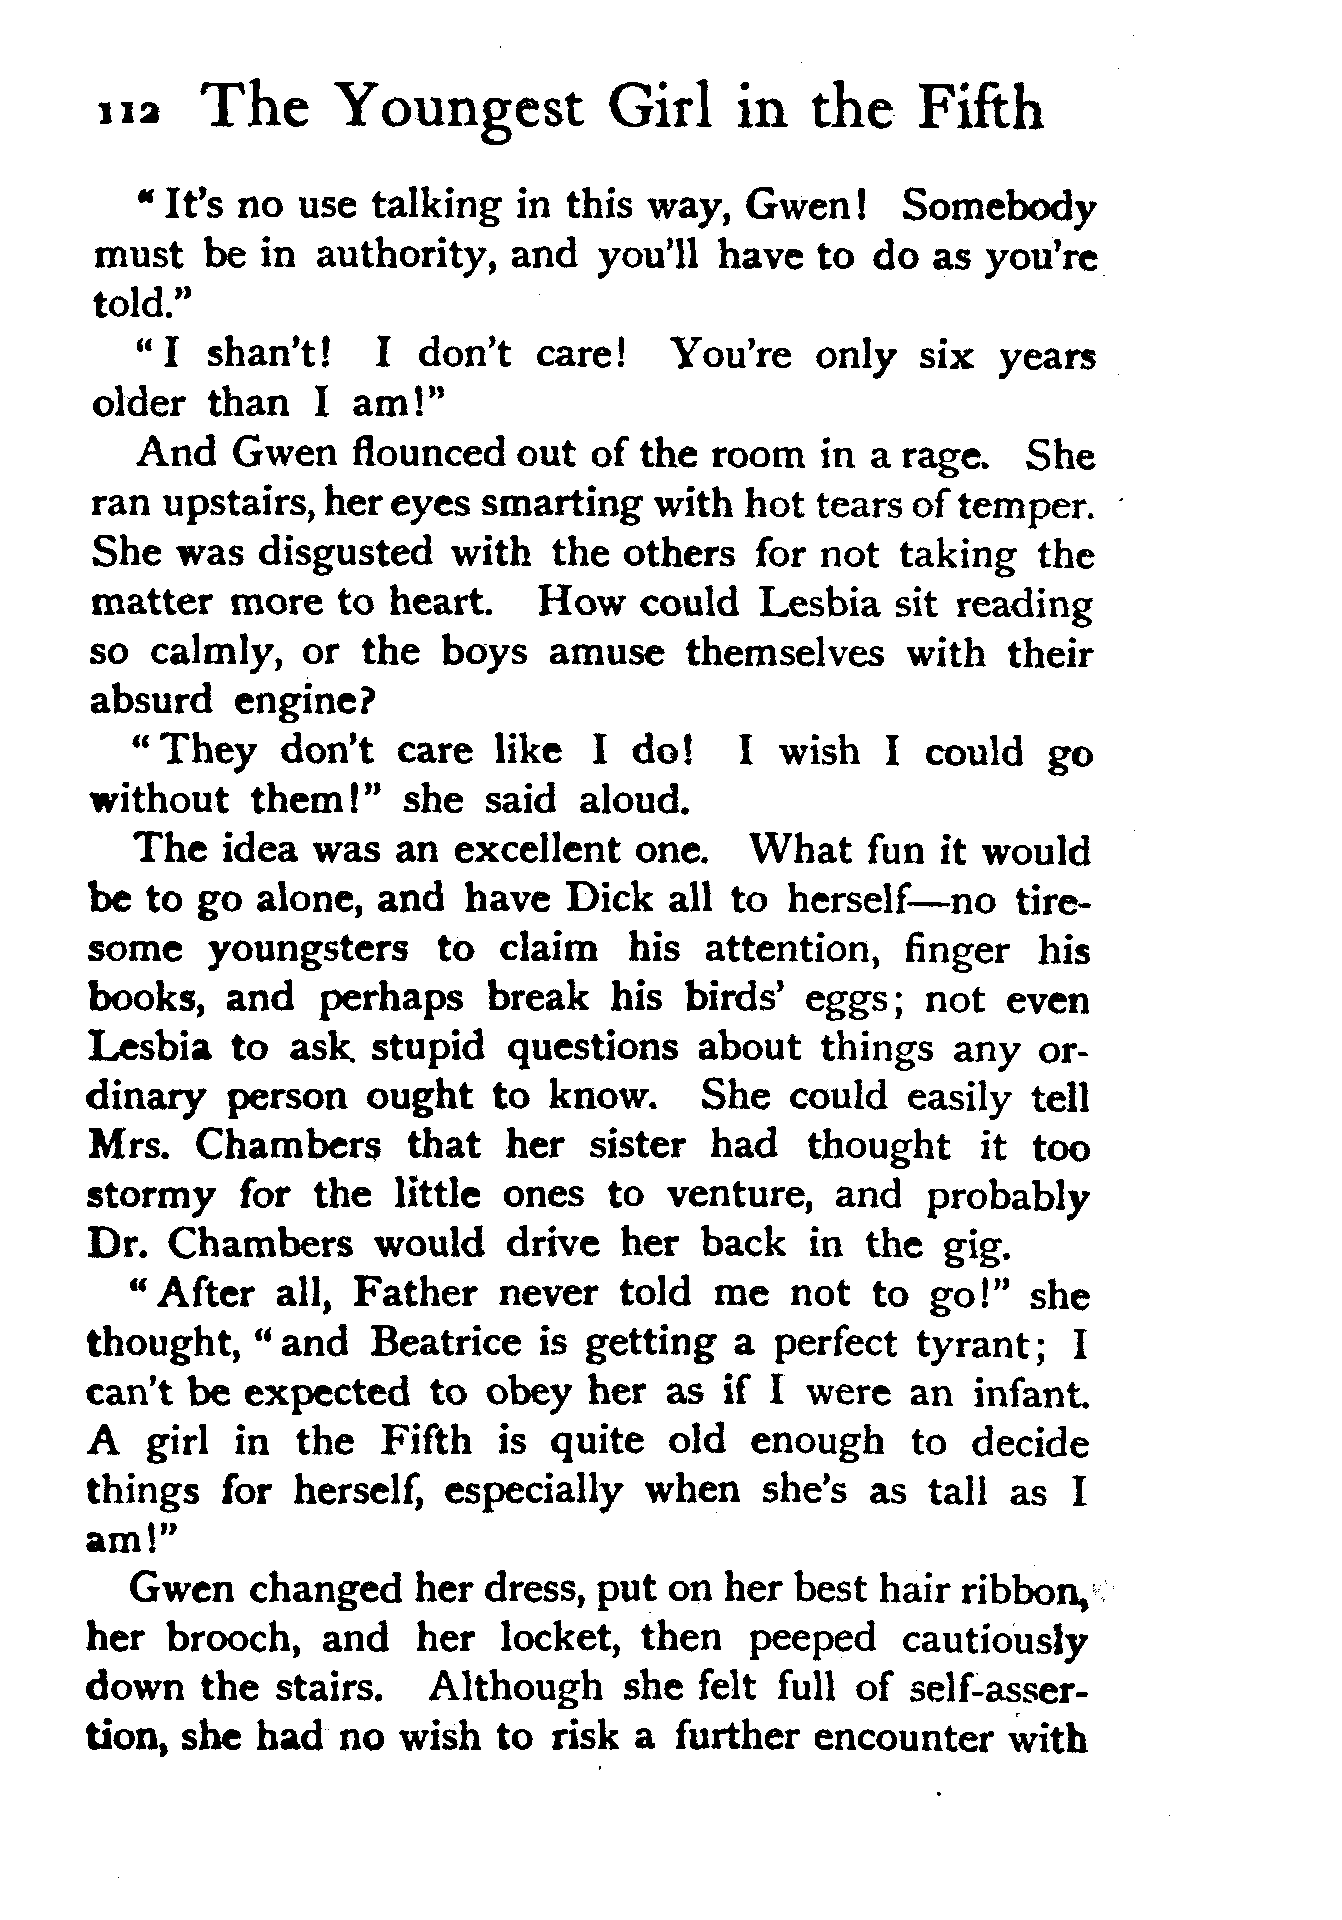 112 The Youngest Girl in the Fifth
"It's no use talking in this way, Gwen! Somebody
must be in authority, and you'll have to do as you're
told."
"I shan't! I don't care! You're only six years
older than I am!"
And Gwen flounced out of the room in a rage. She
ran upstairs, her eyes smarting with hot tears of temper.
She was disgusted with the others for not taking the
matter more to heart. How could Lesbia sit reading
so calmly, or the boys amuse themselves with their
absurd engine?
"They don't care like I do! I wish I could go
without them!" she said aloud.
The idea was an excellent one. What fun it would
be to go alone, and have Dick all to herself—no tire-
some youngsters to claim his attention, finger his
books, and perhaps break his birds' eggs; not even
Lesbia to ask stupid questions about things any or-
dinary person ought to know. She could easily tell
Mrs. Chambers that her sister had thought it too
stormy for the little ones to venture, and probably
Dr. Chambers would drive her back in the gig.
"After all, Father never told me not to go!" she
thought, "and Beatrice is getting a perfect tyrant; I
can't be expected to obey her as if I were an infant.
A girl in the Fifth is quite old enough to decide
things for herself, especially when she's as tall as I
am!"
Gwen changed her dress, put on her best hair ribbon,
her brooch, and her locket, then peeped cautiously
down the stairs. Although she felt full of self-asser-
tion, she had no wish to risk a further encounter with